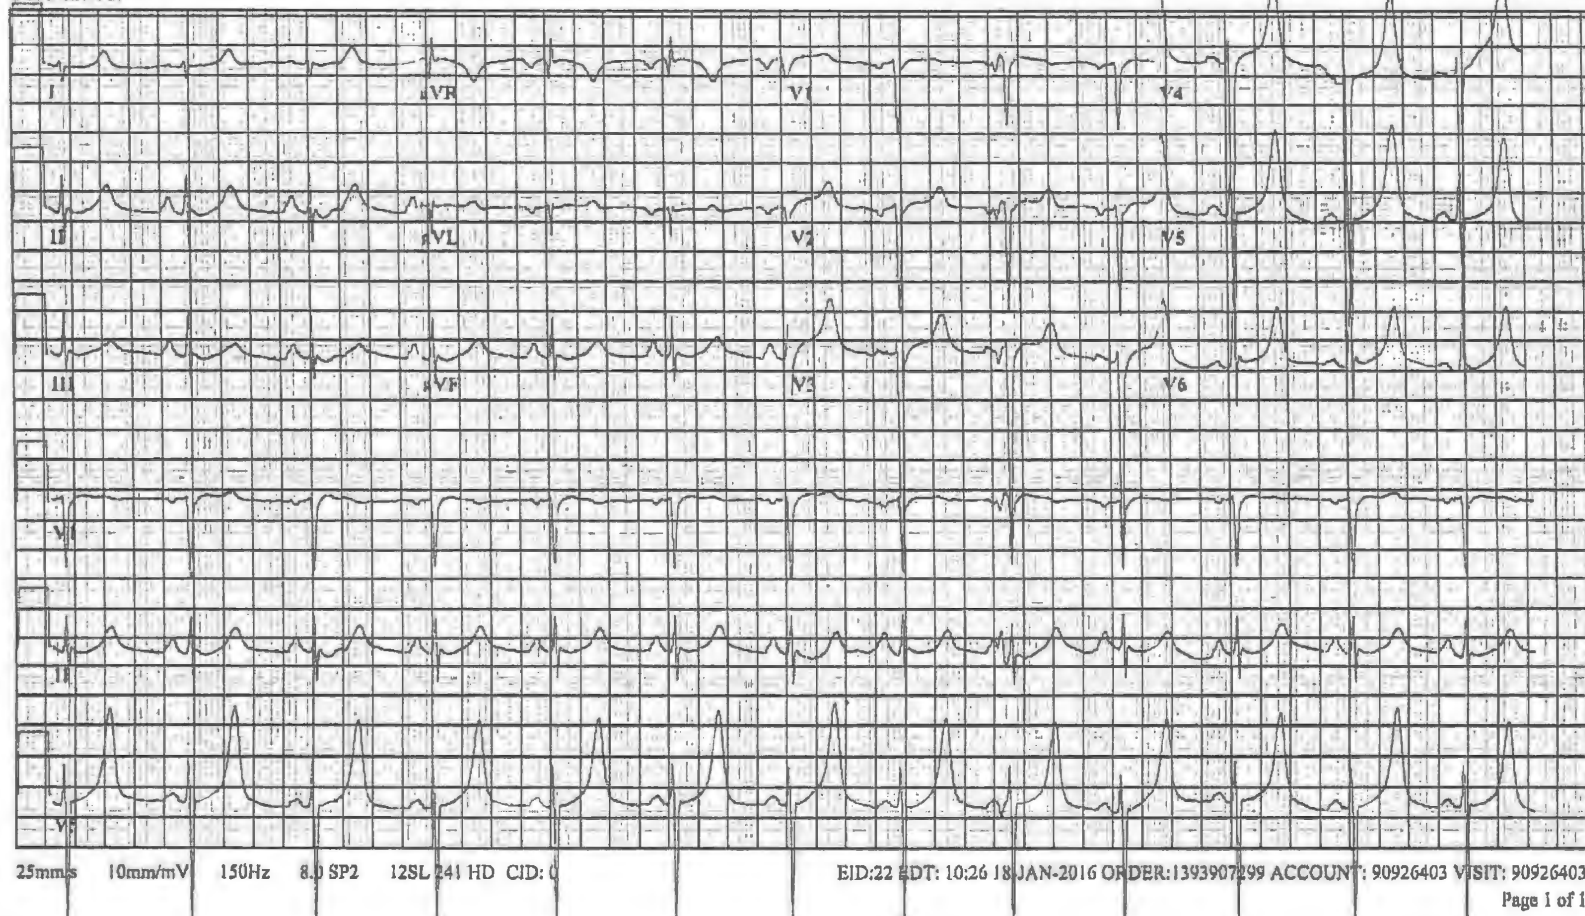 I aVR V1 V4
II aVL V2 V5
III aVF V3 V6
V1
II
V5
25mm/s 10mm/mV 150Hz 8.0 SP2 12SL 241 HD CID: 0 EID:22 EDT: 10:26 18-JAN-2016 ORDER:1393907299 ACCOUNT: 90926403 VISIT: 90926403
Page 1 of 1